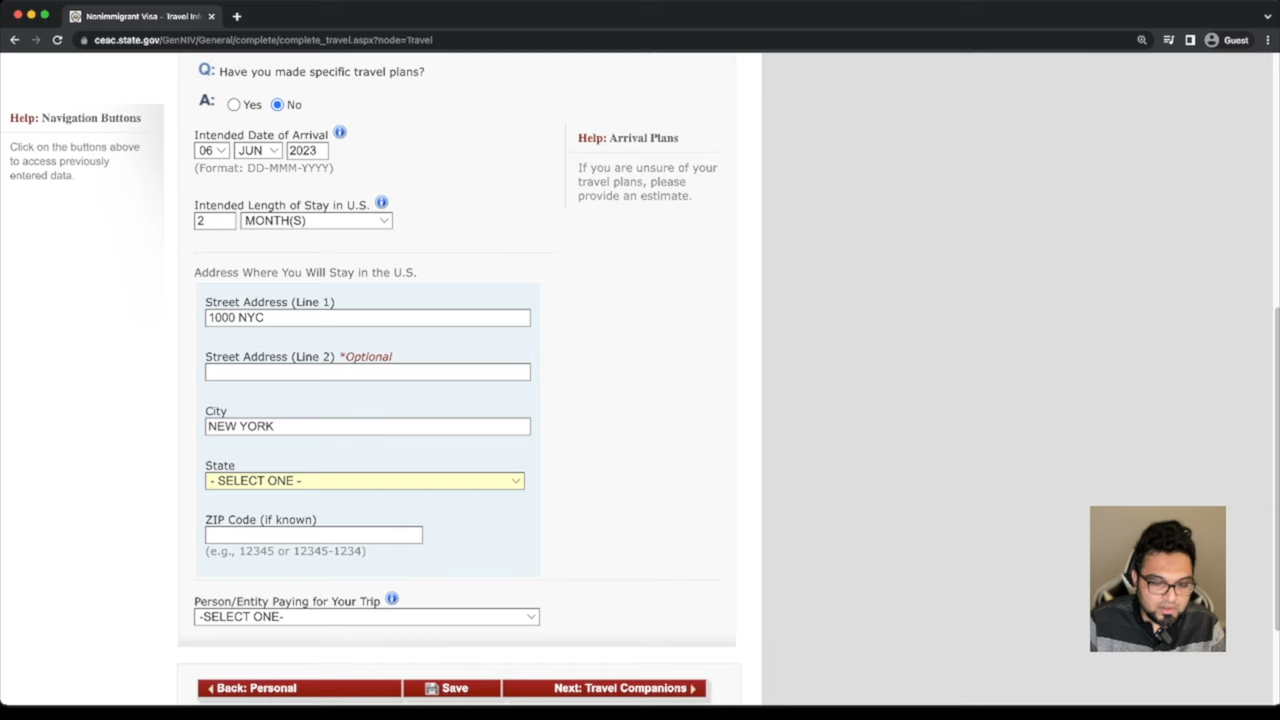 Nonimmigrant Visa - Travel Inf
ceac.state.gov/GenNIV/General/complete/complete_travel.aspx?node=Travel
Guest
Q: Have you made specific travel plans?
A: Yes No
Help: Navigation Buttons
Click on the buttons above
to access previously
entered data.
Intended Date of Arrival
06 JUN 2023
(Format: DD-MMM-YYYY)
Help: Arrival Plans
If you are unsure of your
travel plans, please
provide an estimate.
Intended Length of Stay in U.S.
2 MONTH(S)
Address Where You Will Stay in the U.S.
Street Address (Line 1)
1000 NYC
Street Address (Line 2) *Optional
City
NEW YORK
State
- SELECT ONE -
ZIP Code (if known)
(e.g., 12345 or 12345-1234)
Person/Entity Paying for Your Trip
-SELECT ONE-
Back: Personal
Save
Next: Travel Companions